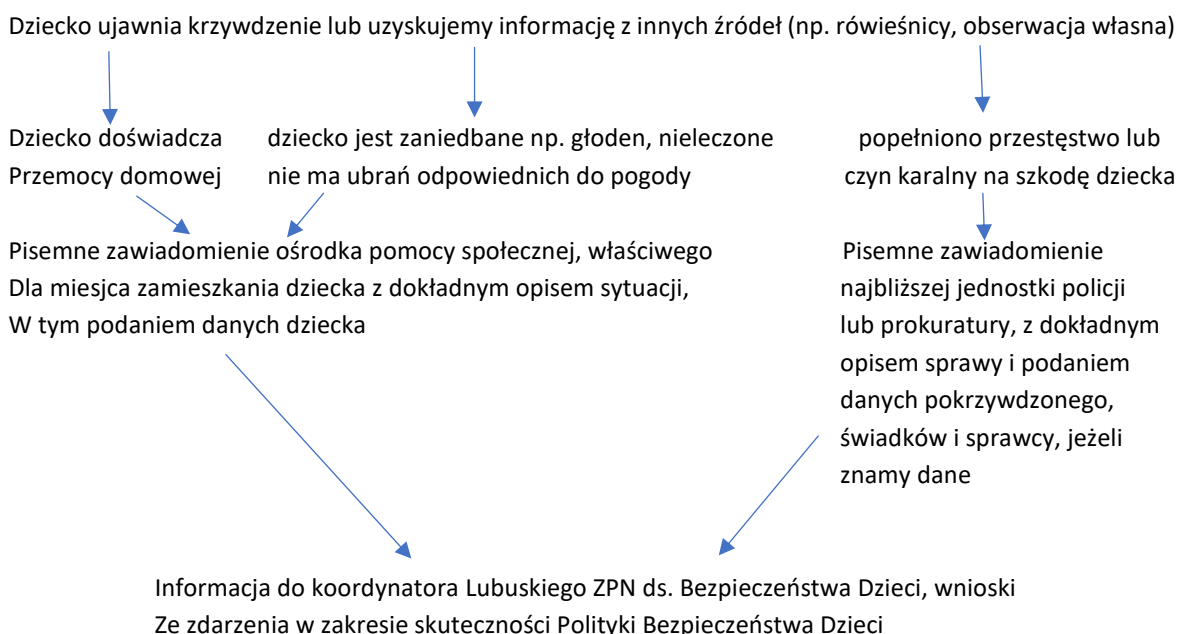 Dziecko ujawnia krzywdzenie lub uzyskujemy informację z innych źródeł (np. rówieśnicy, obserwacja własna)
Dziecko doświadcza
Przemocy domowej
dziecko jest zaniedbane np. głoden, nieleczone
nie ma ubrań odpowiednich do pogody
popełniono przestęstwo lub
czyn karalny na szkodę dziecka
Pisemne zawiadomienie ośrodka pomocy społecznej, właściwego
Dla miesjca zamieszkania dziecka z dokładnym opisem sytuacji,
W tym podaniem danych dziecka
Pisemne zawiadomienie
najbliższej jednostki policji
lub prokuratury, z dokładnym
opisem sprawy i podaniem
danych pokrzywdzonego,
świadków i sprawcy, jeżeli
znamy dane
Informacja do koordynatora Lubuskiego ZPN ds. Bezpieczeństwa Dzieci, wnioski
Ze zdarzenia w zakresie skuteczności Polityki Bezpieczeństwa Dzieci